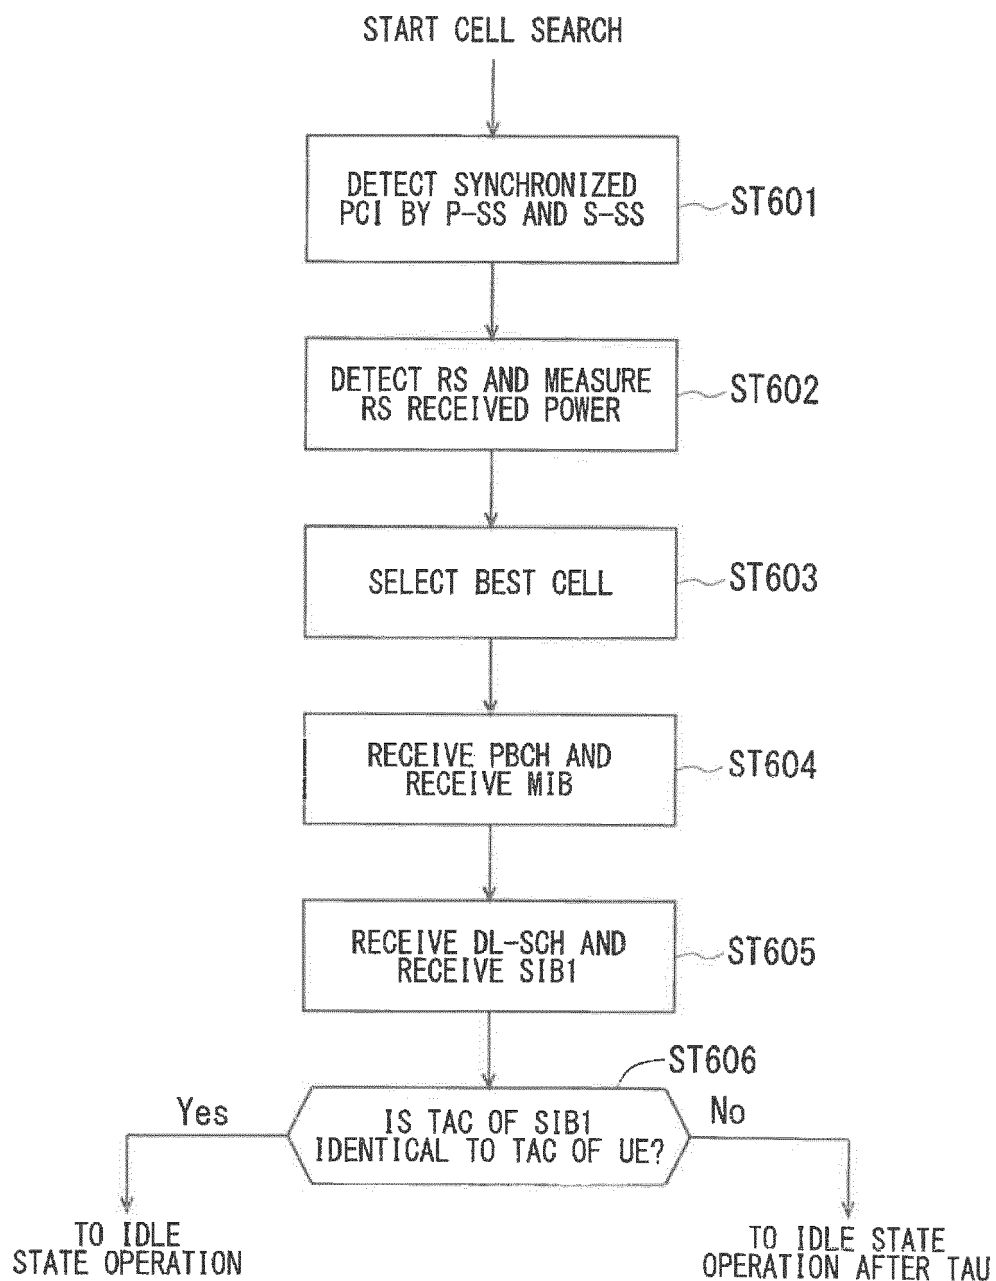 START CELL SEARCH
DETECT SYNCHRONIZED
PCI BY P-SS AND S-SS
ST601
DETECT RS AND MEASURE
RS RECEIVED POWER
ST602
SELECT BEST CELL
ST603
RECEIVE PBCH AND
RECEIVE MIB
ST604
RECEIVE DL-SCH AND
RECEIVE SIB1
ST605
ST606
Yes
IS TAC OF SIB1
IDENTICAL TO TAC OF UE?
No
TO IDLE
STATE OPERATION
TO IDLE STATE
OPERATION AFTER TAU